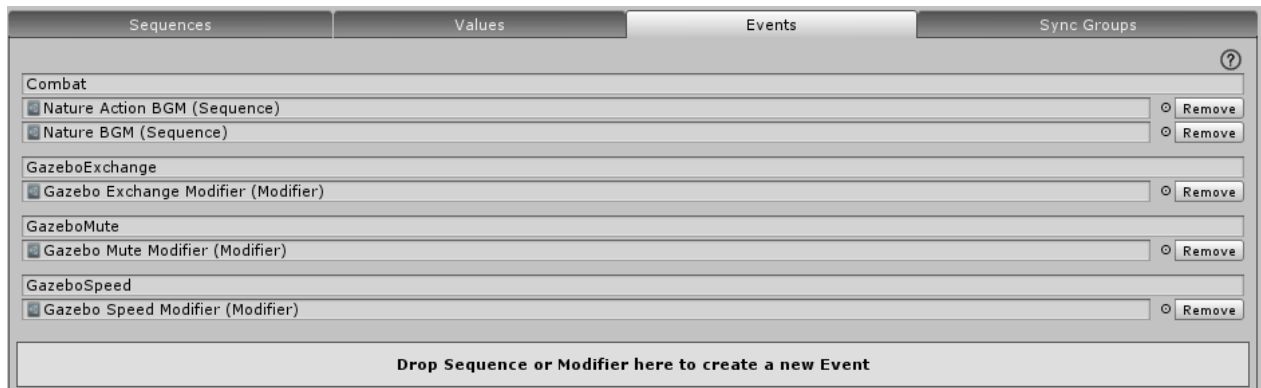 Sequences Values Events Sync Groups
?
Combat
Nature Action BGM (Sequence) Remove
Nature BGM (Sequence) Remove
GazeboExchange
Gazebo Exchange Modifier (Modifier) Remove
GazeboMute
Gazebo Mute Modifier (Modifier) Remove
GazeboSpeed
Gazebo Speed Modifier (Modifier) Remove
Drop Sequence or Modifier here to create a new Event